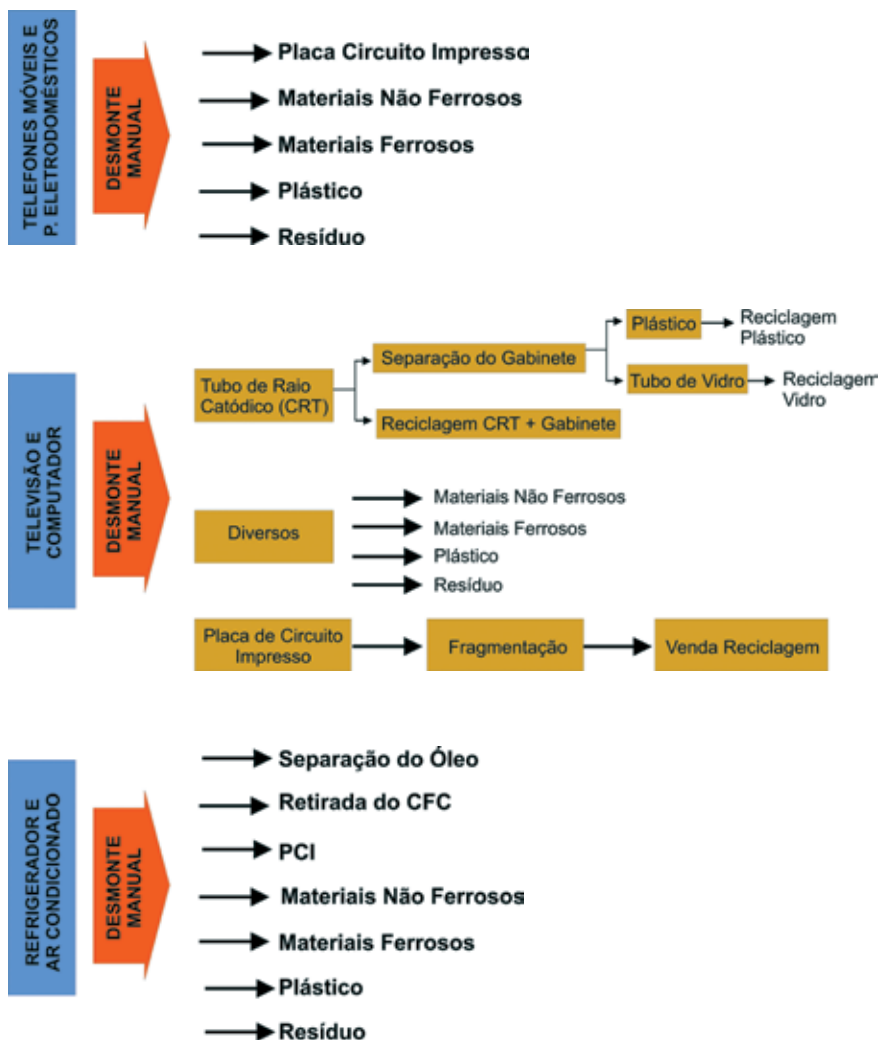 TELEFONES MÓVEIS E
P. ELETRODOMÉSTICOS
DESMONTE
MANUAL
Placa Circuito Impresso
Materiais Não Ferrosos
Materiais Ferrosos
Plástico
Resíduo
TELEVISÃO E
COMPUTADOR
DESMONTE
MANUAL
Tubo de Raio
Catódico (CRT)
Separação do Gabinete
Plástico
Reciclagem
Plástico
Tubo de Vidro
Reciclagem
Vidro
Reciclagem CRT + Gabinete
Diversos
Materiais Não Ferrosos
Materiais Ferrosos
Plástico
Resíduo
Placa de Circuito
Impresso
Fragmentação
Venda Reciclagem
REFRIGERADOR E
AR CONDICIONADO
DESMONTE
MANUAL
Separação do Óleo
Retirada do CFC
PCI
Materiais Não Ferrosos
Materiais Ferrosos
Plástico
Resíduo